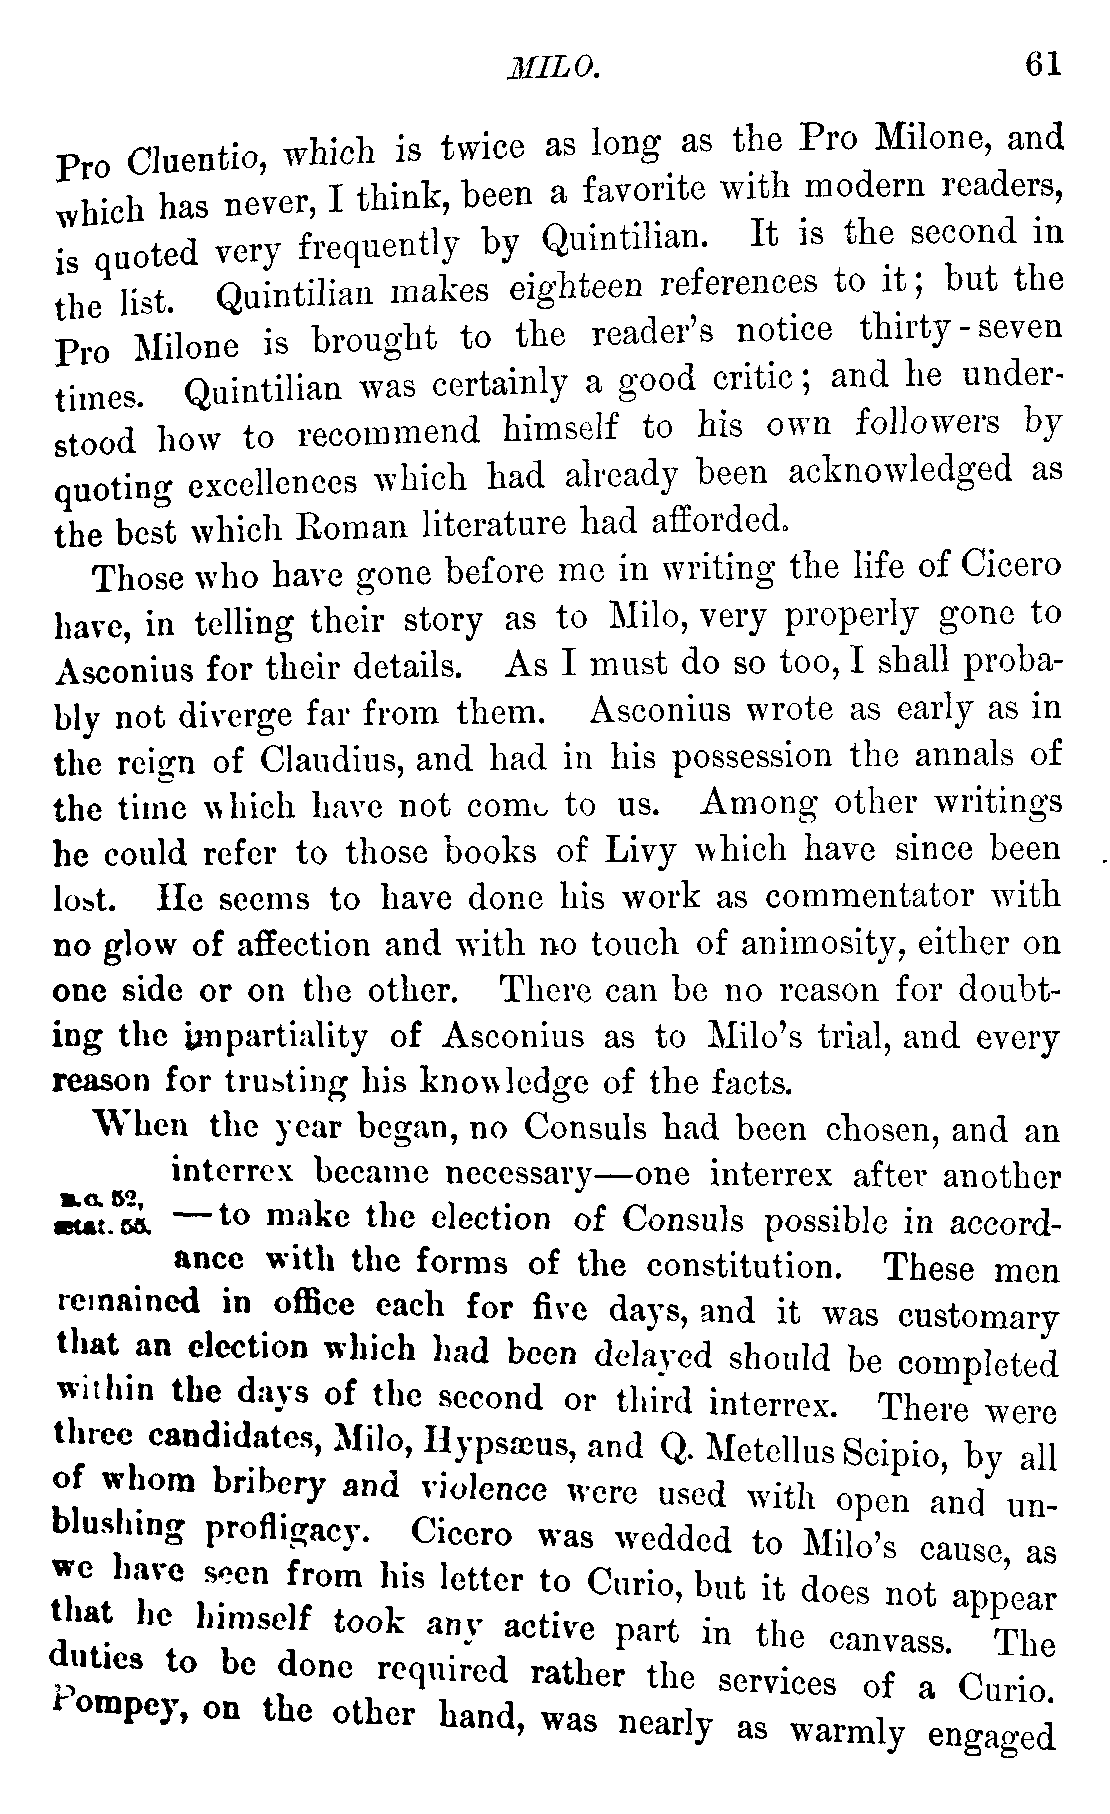 MILO. 61
Pro Cluentio, which is twice as long as the Pro Milone, and
which has never, I think, been a favorite with modern readers,
is quoted very frequently by Quintilian. It is the second in
the list. Quintilian makes eighteen references to it; but the
Pro Milone is brought to the reader's notice thirty-seven
times. Quintilian was certainly a good critic; and he under-
stood how to recommend himself to his own followers by
quoting excellences which had already been acknowledged as
the best which Roman literature had afforded.
Those who have gone before me in writing the life of Cicero
have, in telling their story as to Milo, very properly gone to
Asconius for their details. As I must do so too, I shall proba-
bly not diverge far from them. Asconius wrote as early as in
the reign of Claudius, and had in his possession the annals of
the time which have not come to us. Among other writings
he could refer to those books of Livy which have since been
lost. He seems to have done his work as commentator with
no glow of affection and with no touch of animosity, either on
one side or on the other. There can be no reason for doubt-
ing the impartiality of Asconius as to Milo's trial, and every
reason for trusting his knowledge of the facts.
When the year began, no Consuls had been chosen, and an
interrex became necessary—one interrex after another
B.C. 52,
ætat. 55.
—to make the election of Consuls possible in accord-
ance with the forms of the constitution. These men
remained in office each for five days, and it was customary
that an election which had been delayed should be completed
within the days of the second or third interrex. There were
three candidates, Milo, Hypsæus, and Q. Metellus Scipio, by all
of whom bribery and violence were used with open and un-
blushing profligacy. Cicero was wedded to Milo's cause, as
we have seen from his letter to Curio, but it does not appear
that he himself took any active part in the canvass. The
duties to be done required rather the services of a Curio.
Pompey, on the other hand, was nearly as warmly engaged